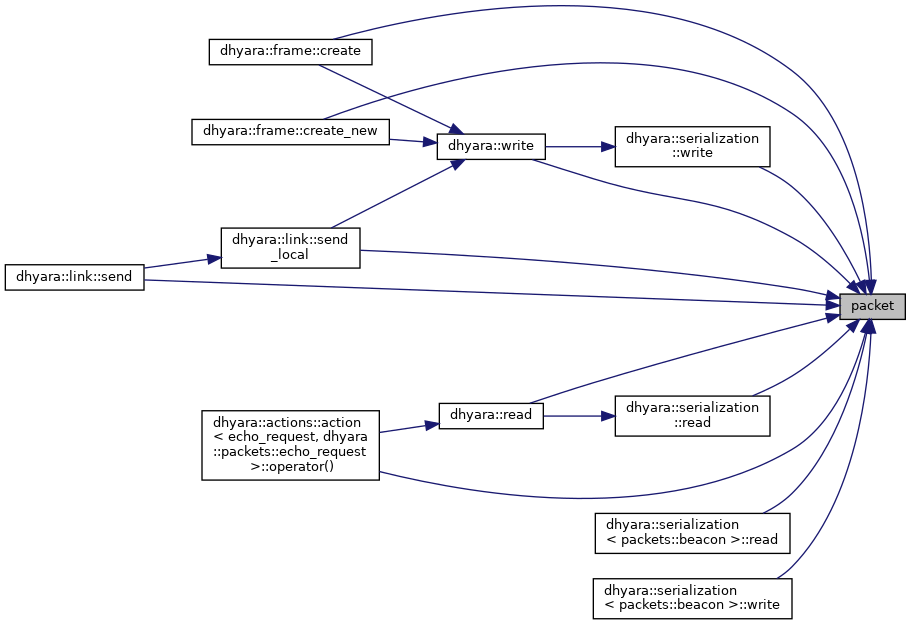 dhyara::frame::create
dhyara::frame::create_new
dhyara::write
dhyara::serialization
::write
dhyara::link::send
_local
dhyara::link::send
packet
dhyara::read
dhyara::serialization
::read
dhyara::actions::action
< echo_request, dhyara
::packets::echo_request
>::operator()
dhyara::serialization
< packets::beacon >::read
dhyara::serialization
< packets::beacon >::write